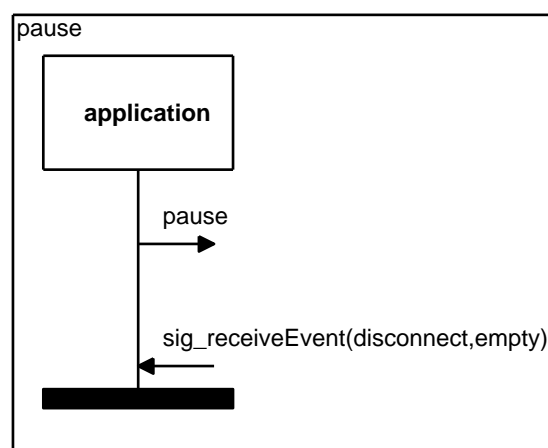 pause
application
pause
sig_receiveEvent(disconnect,empty)